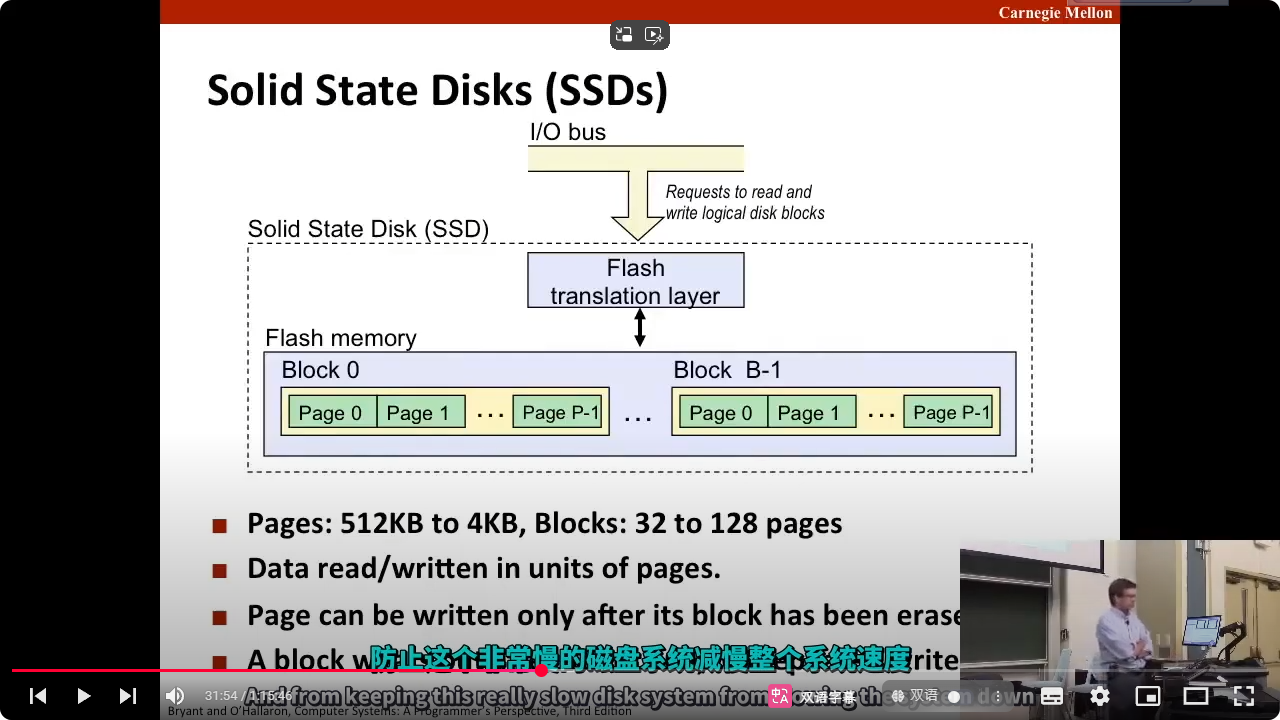 Carnegie Mellon
Solid State Disks (SSDs)
I/O bus
Requests to read and
write logical disk blocks
Solid State Disk (SSD)
Flash
translation layer
Flash memory
Block 0
Block B-1
Page 0 Page 1 ... Page P-1 ... Page 0 Page 1 ... Page P-1
Pages: 512KB to 4KB, Blocks: 32 to 128 pages
Data read/written in units of pages.
Page can be written only after its block has been erase
A block w
防止这个非常慢的磁盘系统减慢整个系统速度
rite
31:54 / 1:15:46
双语字幕
双语
And from keeping this really slow disk system from
down
Bryant and O'Hallaron, Computer Systems: A Programmer's Perspective, Third Edition